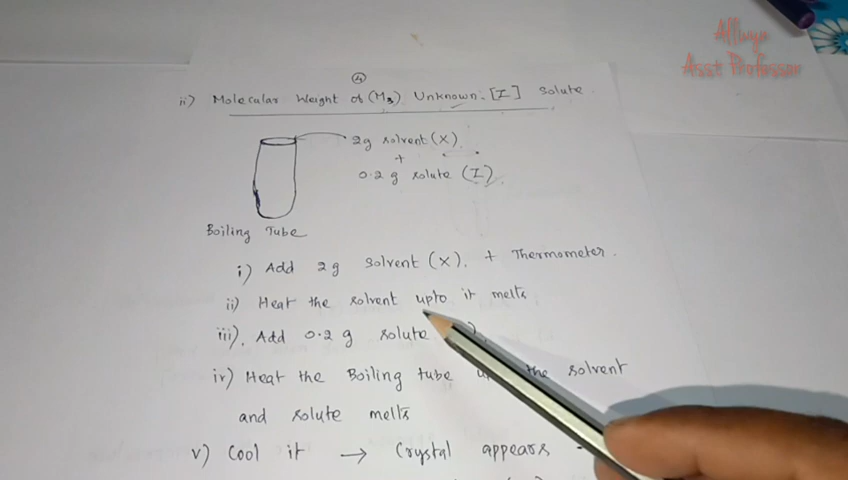 Alluya
Asst Professor
4
ii) Molecular Weight of (M3) Unknown. [I] Solute.
2g solvent (X)
+
0.2 g solute (I)
Boiling Tube
i) Add 2g solvent (X). + Thermometer.
ii) Heat the solvent upto it melts
iii). Add 0.2 g solute ).
iv) Heat the Boiling tube the solvent
and solute melts
v) Cool it → Crystal appears